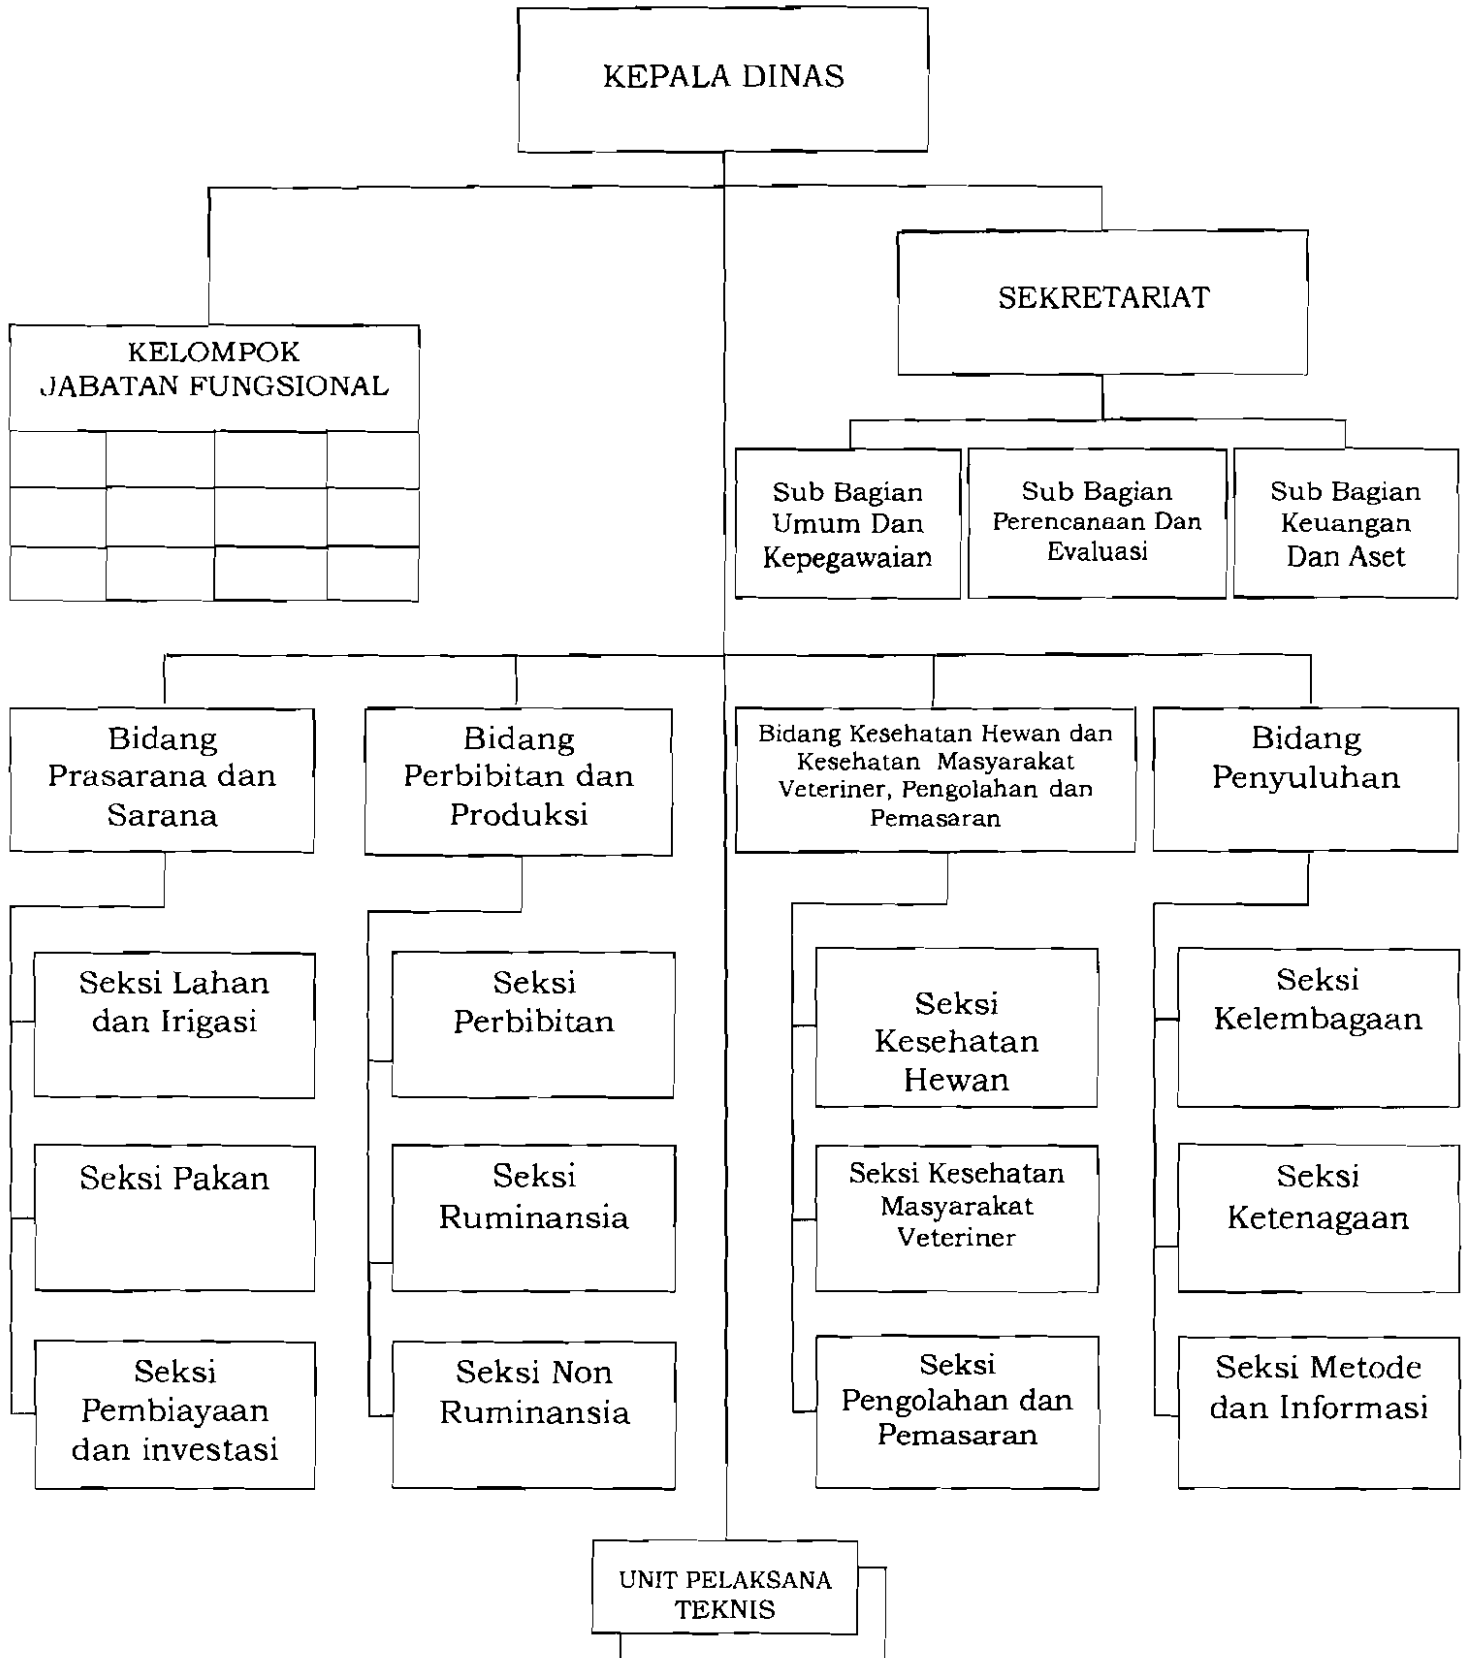 KEPALA DINAS
SEKRETARIAT
KELOMPOK
JABATAN FUNGSIONAL
Sub Bagian
Umum Dan
Kepegawaian
Sub Bagian
Perencanaan Dan
Evaluasi
Sub Bagian
Keuangan
Dan Aset
Bidang
Prasarana dan
Sarana
Bidang
Perbibitan dan
Produksi
Bidang Kesehatan Hewan dan
Kesehatan Masyarakat
Veteriner, Pengolahan dan
Pemasaran
Bidang
Penyuluhan
Seksi Lahan
dan Irigasi
Seksi Pakan
Seksi
Pembiayaan
dan investasi
Seksi
Perbibitan
Seksi
Ruminansia
Seksi Non
Ruminansia
Seksi
Kesehatan
Hewan
Seksi Kesehatan
Masyarakat
Veteriner
Seksi
Pengolahan dan
Pemasaran
Seksi
Kelembagaan
Seksi
Ketenagaan
Seksi Metode
dan Informasi
UNIT PELAKSANA
TEKNIS